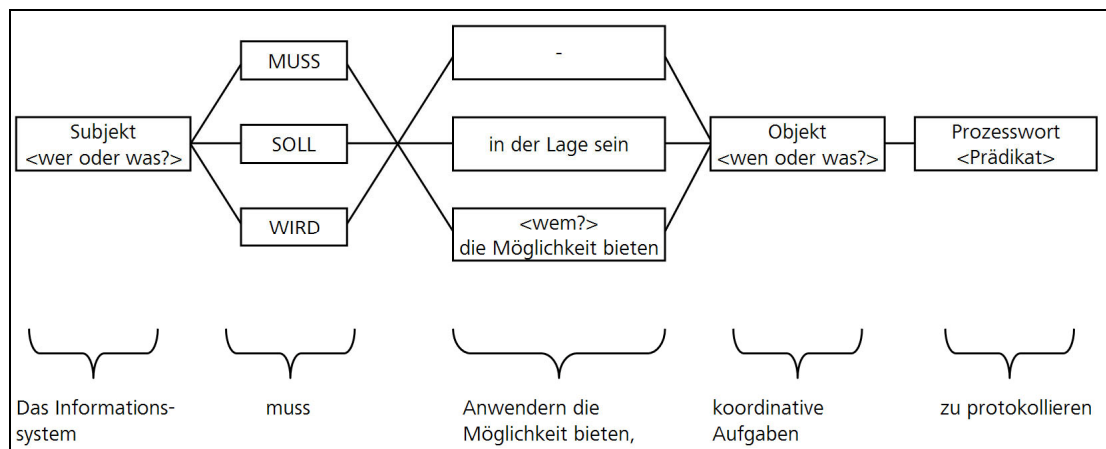 MUSS
-
Subjekt
<wer oder was?>
SOLL
in der Lage sein
Objekt
<wen oder was?>
Prozesswort
<Prädikat>
WIRD
<wem?>
die Möglichkeit bieten
Das Informations-
system
muss
Anwendern die
Möglichkeit bieten,
koordinative
Aufgaben
zu protokollieren